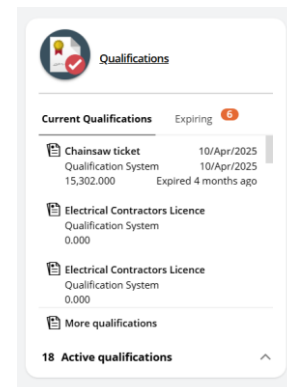 Qualifications
Current Qualifications Expiring 6
Chainsaw ticket 10/Apr/2025
Qualification System 10/Apr/2025
15,302.000 Expired 4 months ago
Electrical Contractors Licence
Qualification System
0.000
Electrical Contractors Licence
Qualification System
0.000
More qualifications
18 Active qualifications